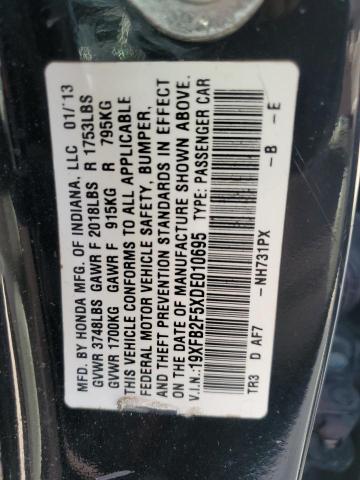 MFD. BY HONDA MFG. OF INDIANA, LLC 01/'13
GVWR 3748LBS GAWR F 2018LBS R 1753LBS
GVWR 1700KG GAWR F 915KG R 795KG
THIS VEHICLE CONFORMS TO ALL APPLICABLE
FEDERAL MOTOR VEHICLE SAFETY, BUMPER,
AND THEFT PREVENTION STANDARDS IN EFFECT
ON THE DATE OF MANUFACTURE SHOWN ABOVE.
V.I.N.:19XFB2F5XDE010695 TYPE: PASSENGER CAR
TR3 D AF7 -NH731PX -B -E